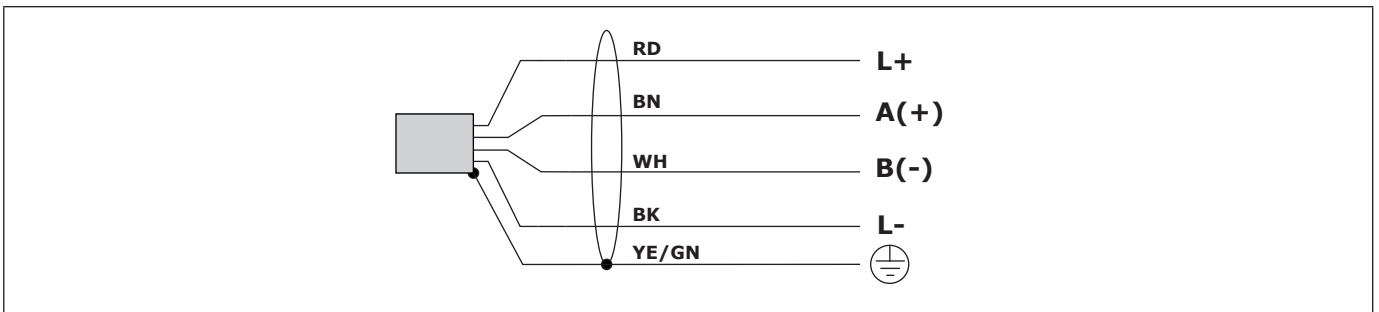 RD L+
BN A(+)
WH B(-)
BK L-
YE/GN